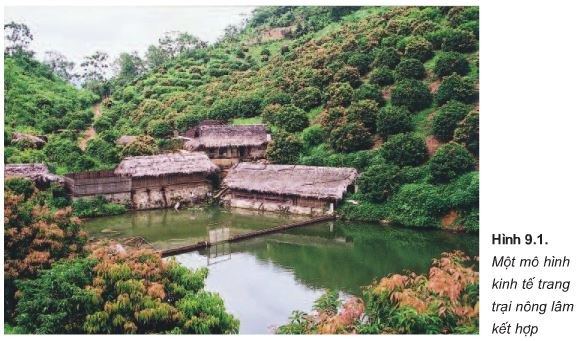 Hình 9.1.
Một mô hình
kinh tế trang
trại nông lâm
kết hợp